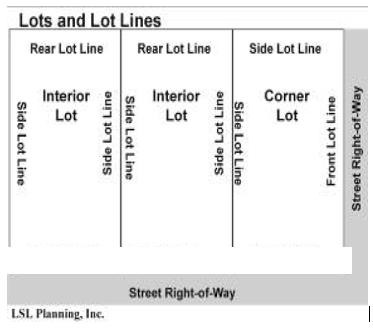 Lots and Lot Lines
Rear Lot Line
Rear Lot Line
Side Lot Line
Side Lot Line
Interior
Lot
Side Lot Line
Side Lot Line
Interior
Lot
Side Lot Line
Side Lot Line
Corner
Lot
Front Lot Line
Street Right-of-Way
Street Right-of-Way
LSL Planning, Inc.